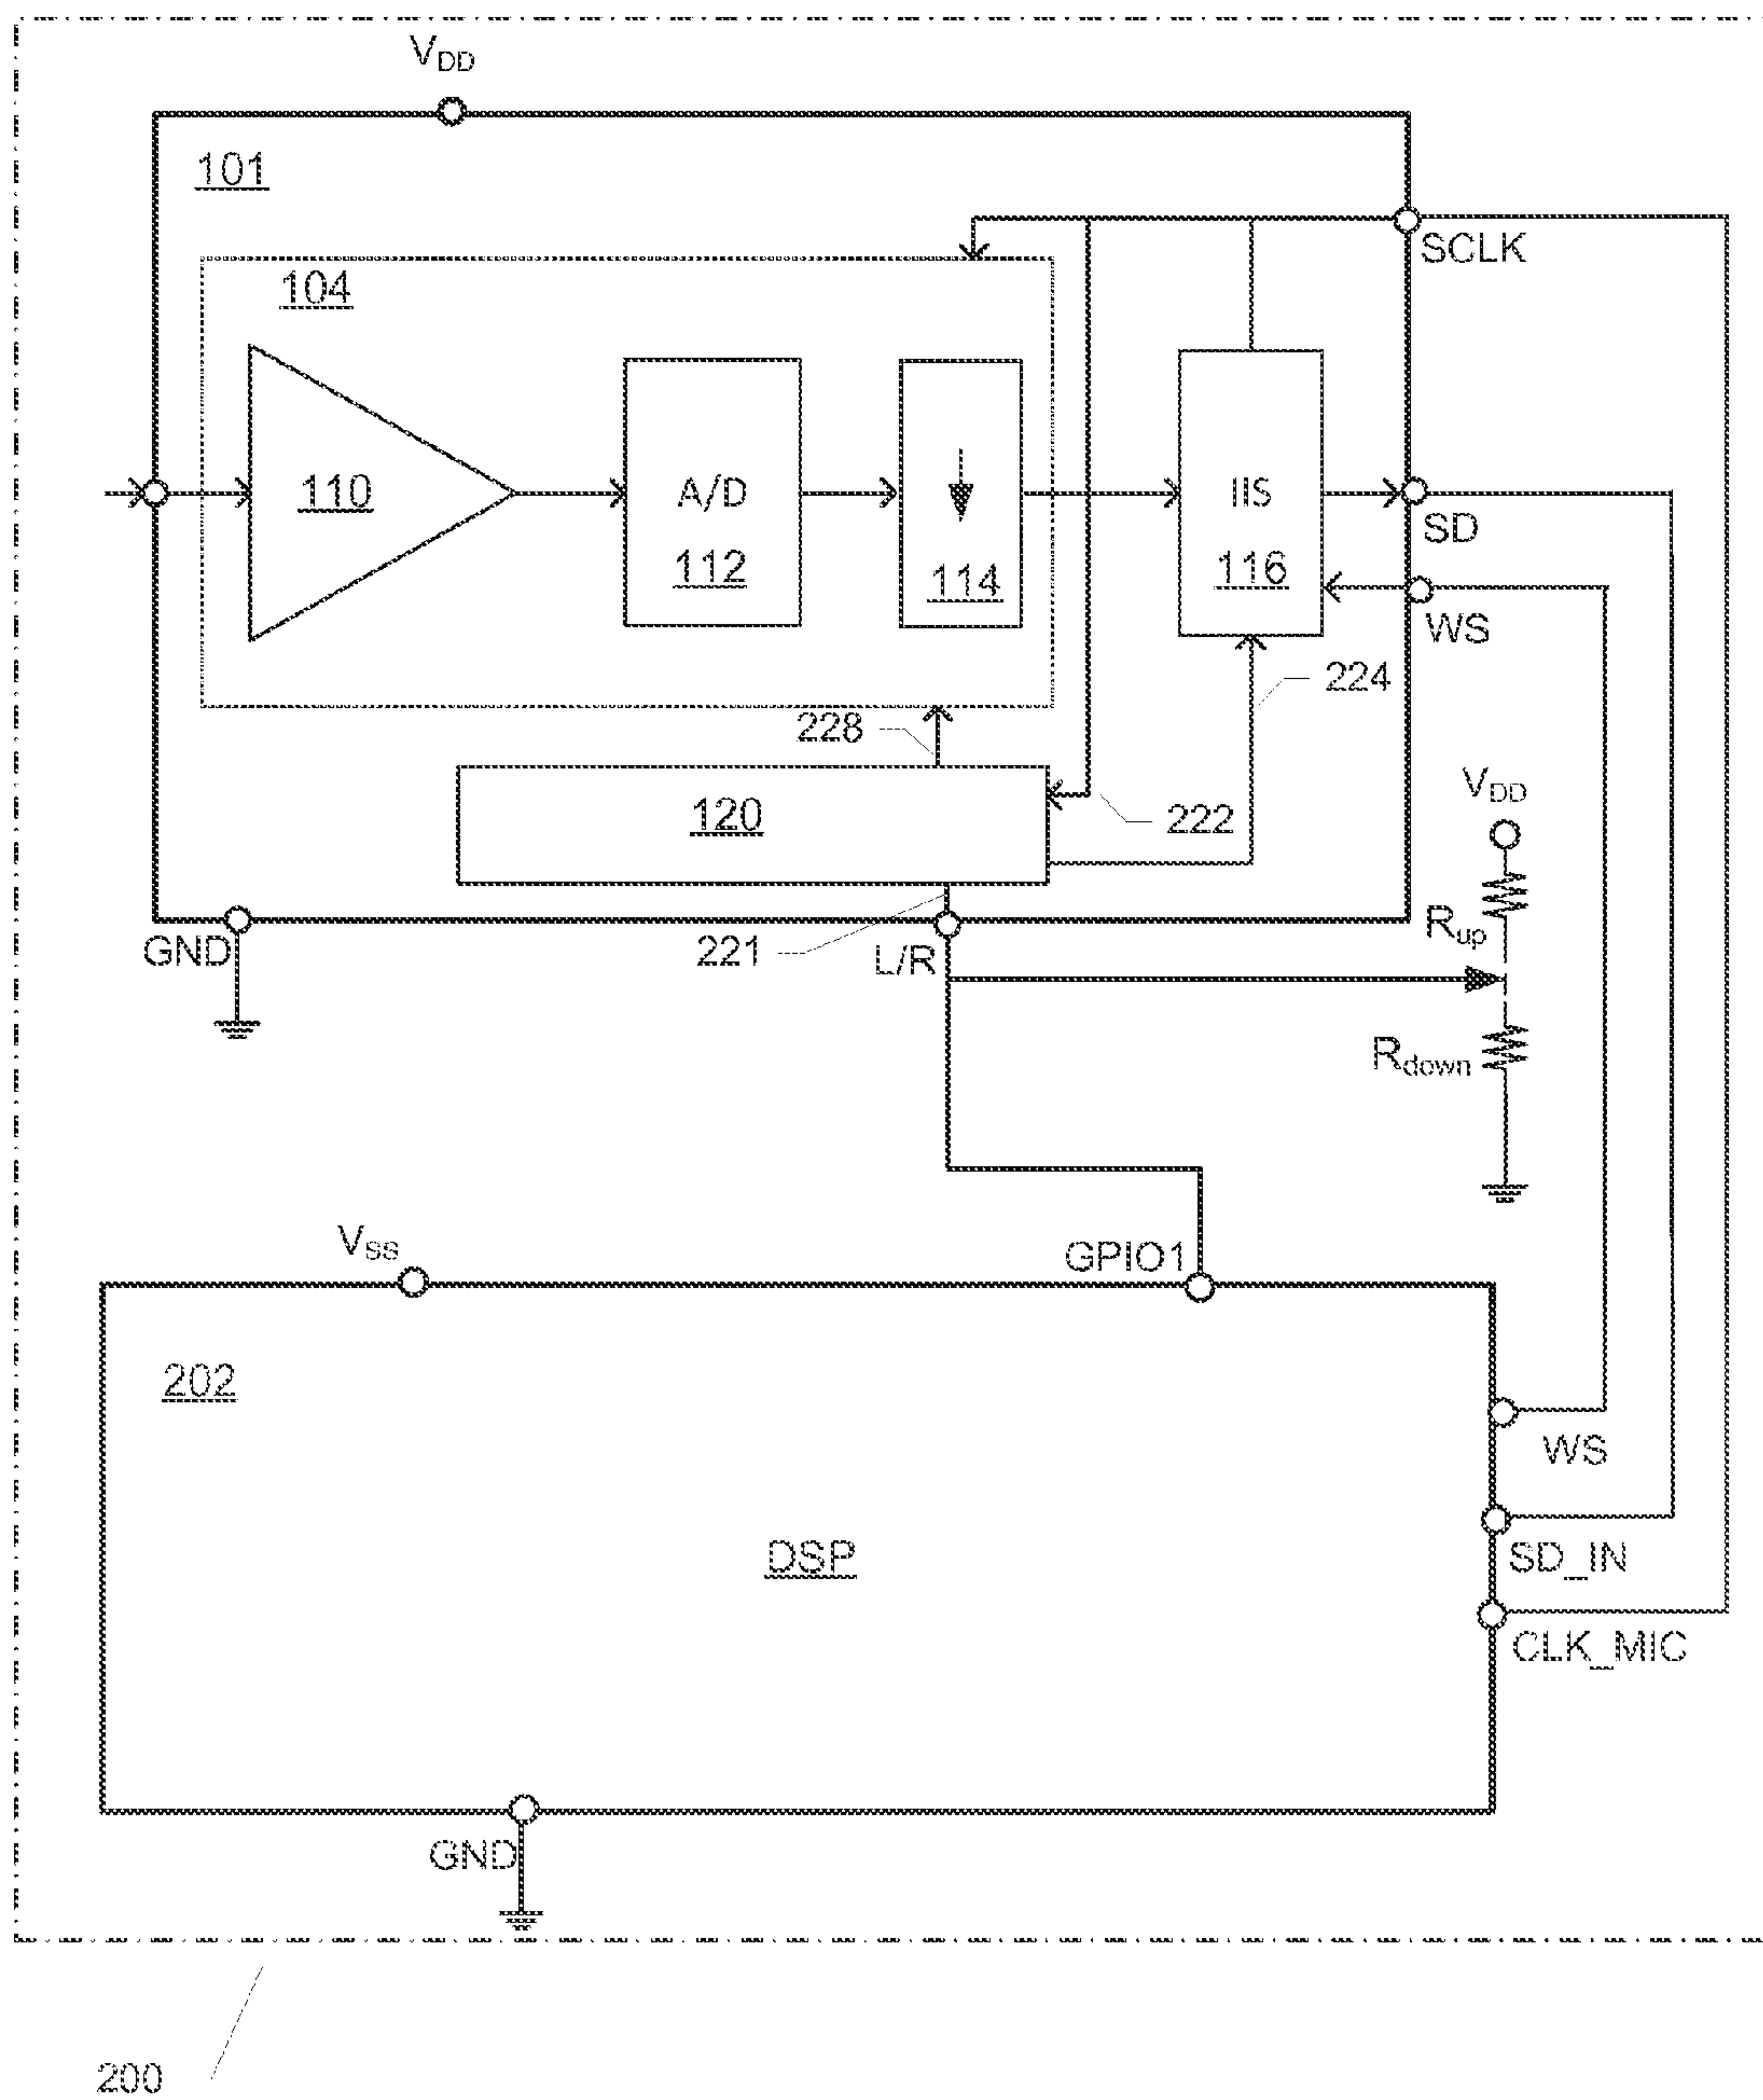 VDD
101
SCLK
104
110
A/D
112
114
IIS
116
SD
WS
224
228
120
222
VDD
Rup
GND
221
L/R
Rdown
VSS
GPIO1
202
WS
DSP
SD_IN
CLK_MIC
GND
200